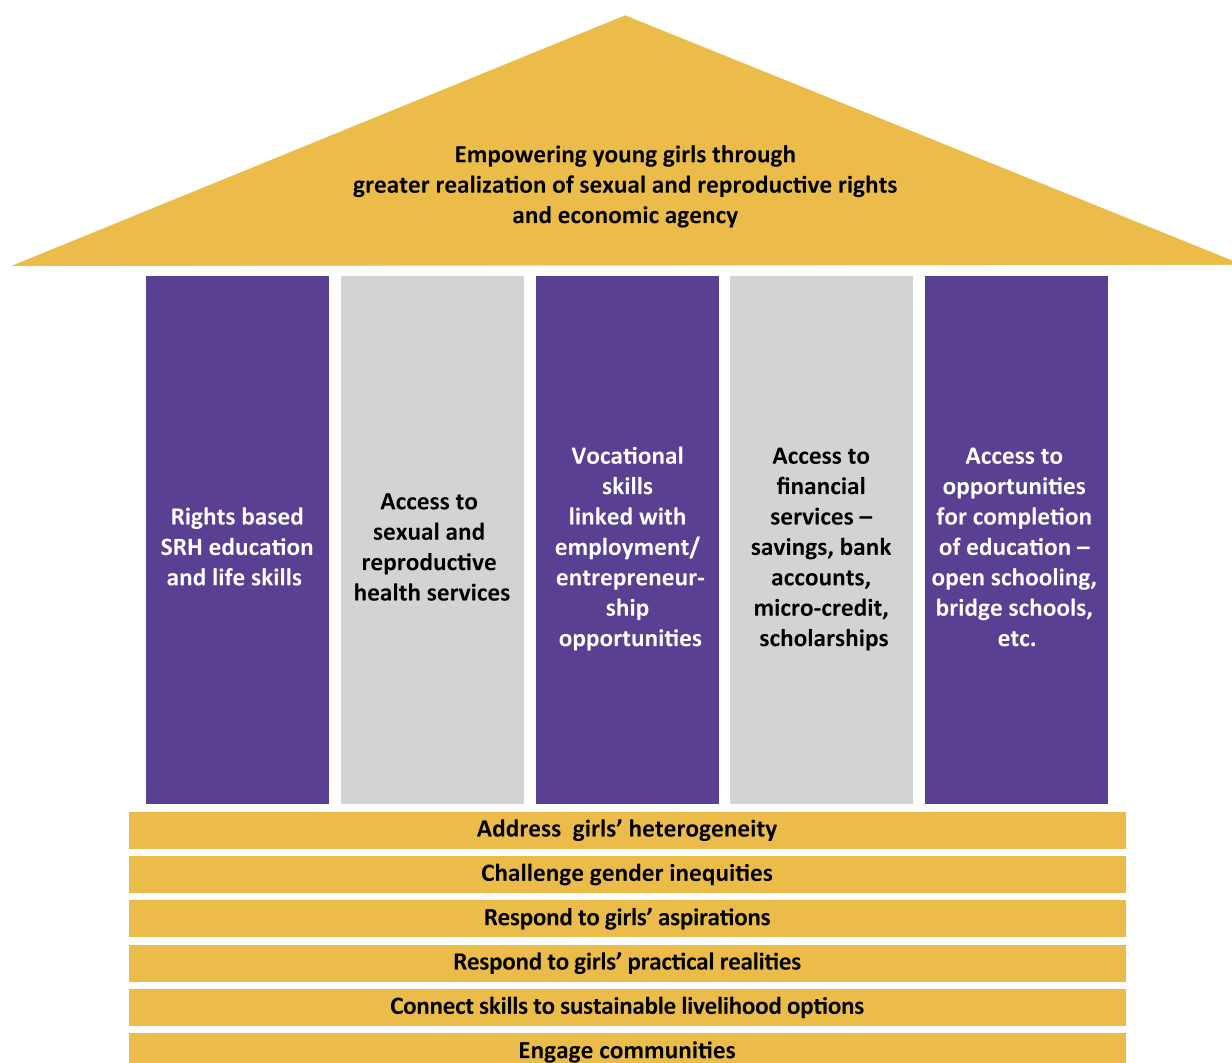 Empowering young girls through
greater realization of sexual and reproductive rights
and economic agency
Rights based
SRH education
and life skills
Access to
sexual and
reproductive
health services
Vocational
skills
linked with
employment/
entrepreneur-
ship
opportunities
Access to
financial
services –
savings, bank
accounts,
micro-credit,
scholarships
Access to
opportunities
for completion
of education –
open schooling,
bridge schools,
etc.
Address girls’ heterogeneity
Challenge gender inequities
Respond to girls’ aspirations
Respond to girls’ practical realities
Connect skills to sustainable livelihood options
Engage communities